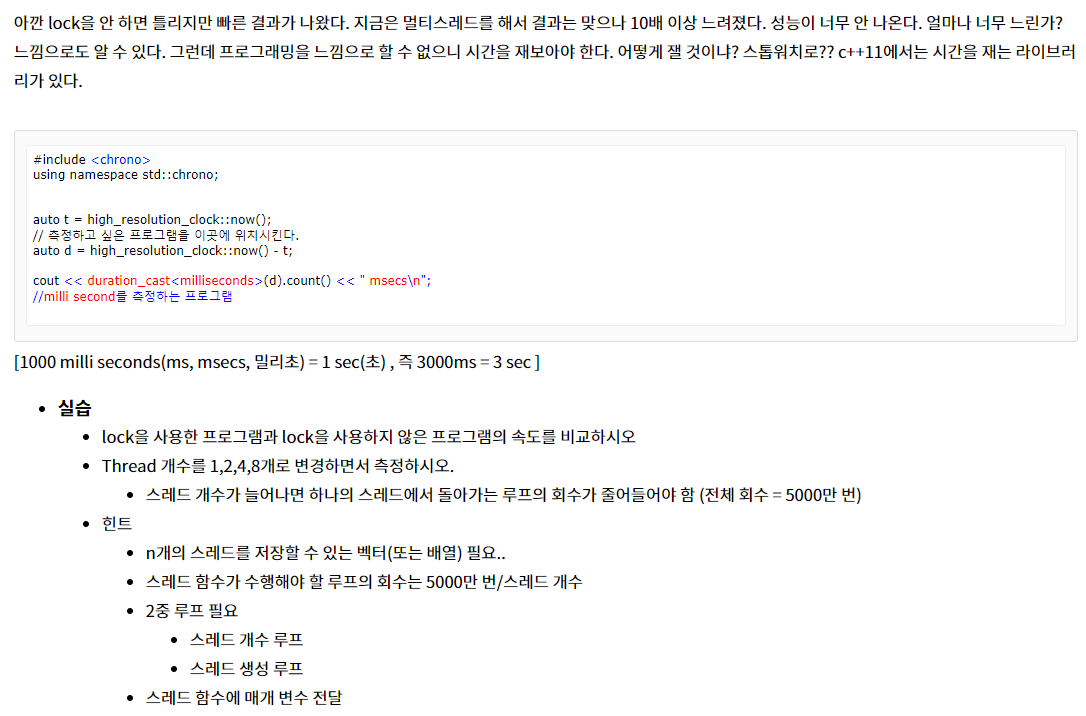 아깐 lock을 안 하면 틀리지만 빠른 결과가 나왔다. 지금은 멀티스레드를 해서 결과는 맞으나 10배 이상 느려졌다. 성능이 너무 안 나온다. 얼마나 너무 느린가?
느낌으로도 알 수 있다. 그런데 프로그래밍을 느낌으로 할 수 없으니 시간을 재보아야 한다. 어떻게 잴 것이냐? 스톱워치로?? c++11에서는 시간을 재는 라이브러
리가 있다.
#include <chrono>
using namespace std::chrono;
auto t = high_resolution_clock::now();
// 측정하고 싶은 프로그램을 이곳에 위치시킨다.
auto d = high_resolution_clock::now() - t;
cout << duration_cast<milliseconds>(d).count() << " msecs\n";
//milli second를 측정하는 프로그램
[1000 milli seconds(ms, msecs, 밀리초) = 1 sec(초) , 즉 3000ms = 3 sec ]
• 실습
• lock을 사용한 프로그램과 lock을 사용하지 않은 프로그램의 속도를 비교하시오
• Thread 개수를 1,2,4,8개로 변경하면서 측정하시오.
• 스레드 개수가 늘어나면 하나의 스레드에서 돌아가는 루프의 회수가 줄어들어야 함 (전체 회수 = 5000만 번)
• 힌트
• n개의 스레드를 저장할 수 있는 벡터(또는 배열) 필요..
• 스레드 함수가 수행해야 할 루프의 회수는 5000만 번/스레드 개수
• 2중 루프 필요
• 스레드 개수 루프
• 스레드 생성 루프
• 스레드 함수에 매개 변수 전달